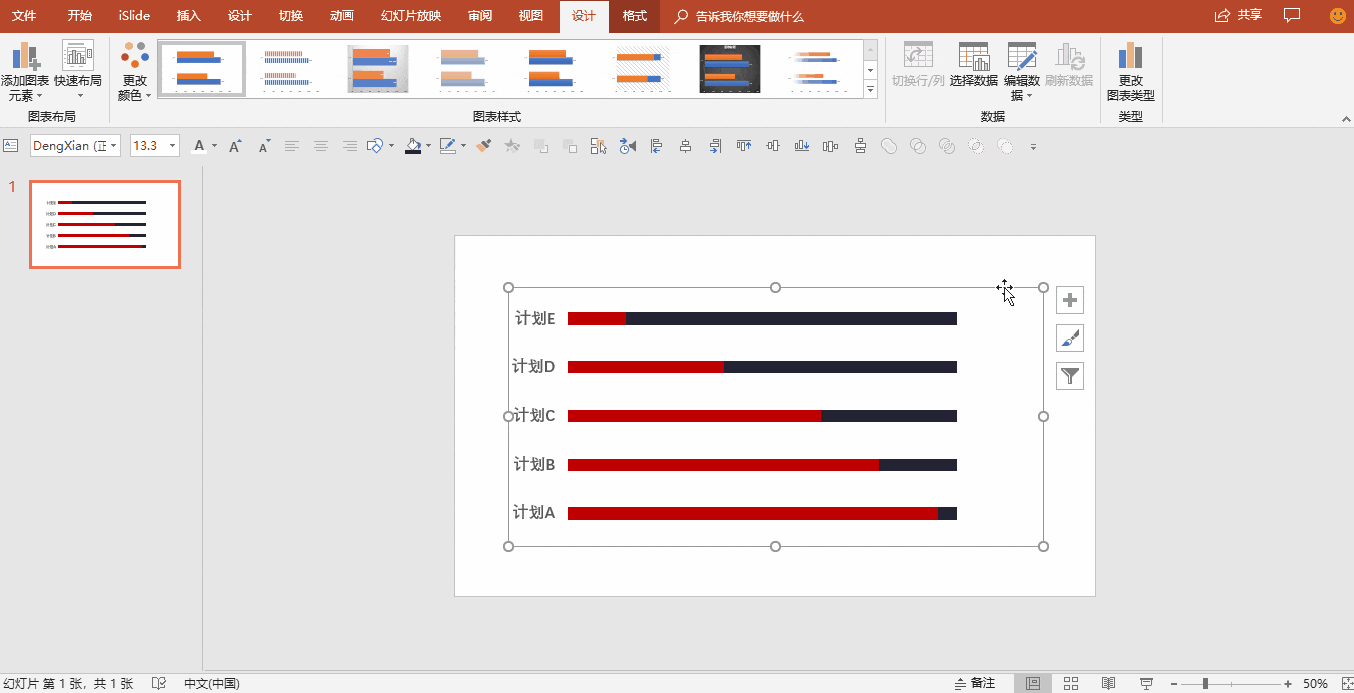 文件 开始 iSlide 插入 设计 切换 动画 幻灯片放映 审阅 视图 设计 格式 告诉我你想要做什么 共享
添加图表元素 快速布局 更改颜色 切换行/列 选择数据 编辑数据 刷新数据 更改图表类型
图表布局 图表样式 数据 类型
DengXian (正 13.3 A A A
1
计划E
计划D
计划C
计划B
计划A
幻灯片 第 1 张，共 1 张 中文(中国) 备注 50%